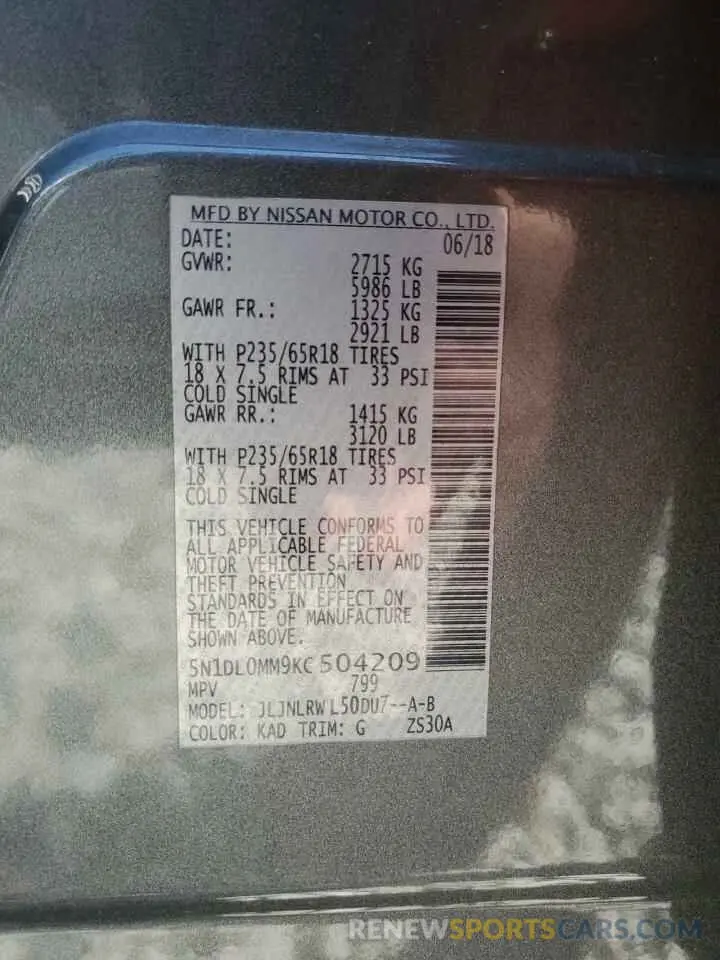 MFD BY NISSAN MOTOR CO., LTD.
DATE: 06/18
GVWR: 2715 KG
5986 LB
GAWR FR.: 1325 KG
2921 LB
WITH P235/65R18 TIRES
18 X 7.5 RIMS AT 33 PSI
COLD SINGLE
GAWR RR.: 1415 KG
3120 LB
WITH P235/65R18 TIRES
18 X 7.5 RIMS AT 33 PSI
COLD SINGLE
THIS VEHICLE CONFORMS TO
ALL APPLICABLE FEDERAL
MOTOR VEHICLE SAFETY AND
THEFT PREVENTION
STANDARDS IN EFFECT ON
THE DATE OF MANUFACTURE
SHOWN ABOVE.
5N1DL0MM9KC504209
MPV 799
MODEL: JLJNLRWL50DU7--A-B
COLOR: KAD TRIM: G ZS30A
RENEWSPORTSCARS.COM